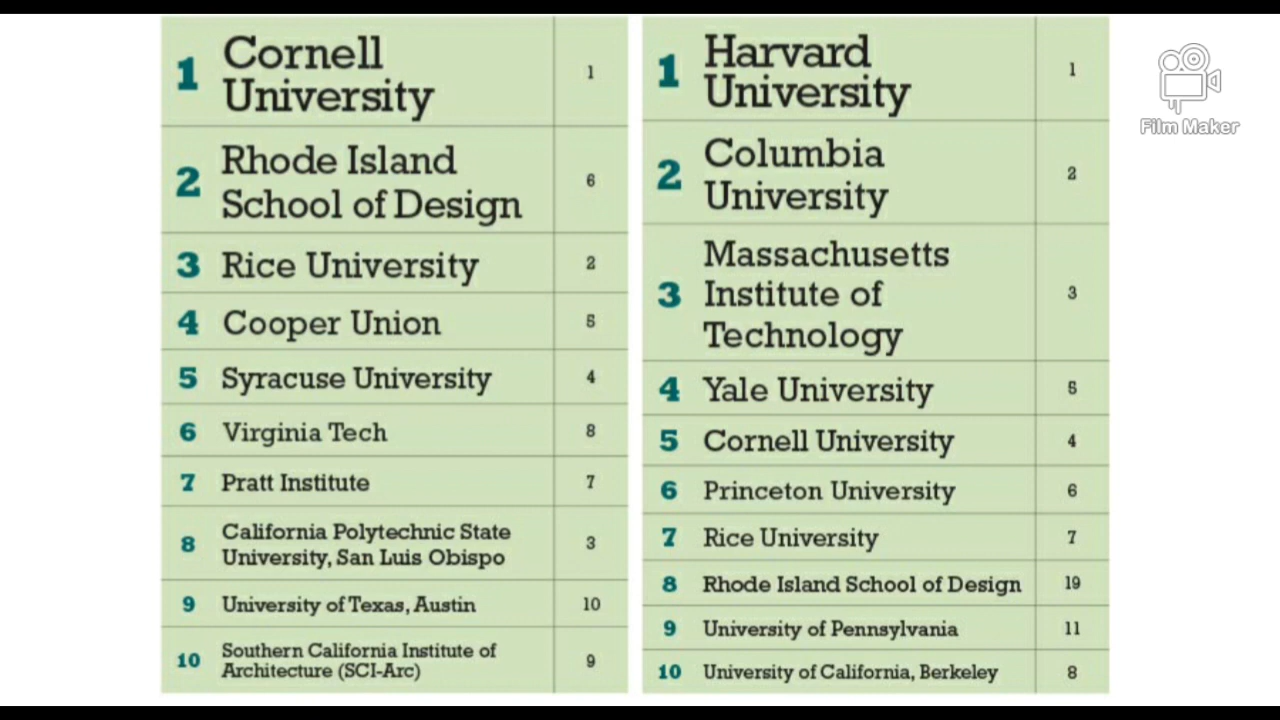 1 Cornell
University 1
2 Rhode Island
School of Design 6
3 Rice University 2
4 Cooper Union 5
5 Syracuse University 4
6 Virginia Tech 8
7 Pratt Institute 7
8 California Polytechnic State
University, San Luis Obispo 3
9 University of Texas, Austin 10
10 Southern California Institute of
Architecture (SCI-Arc) 9
1 Harvard
University 1
2 Columbia
University 2
3 Massachusetts
Institute of
Technology 3
4 Yale University 5
5 Cornell University 4
6 Princeton University 6
7 Rice University 7
8 Rhode Island School of Design 19
9 University of Pennsylvania 11
10 University of California, Berkeley 8
Film Maker